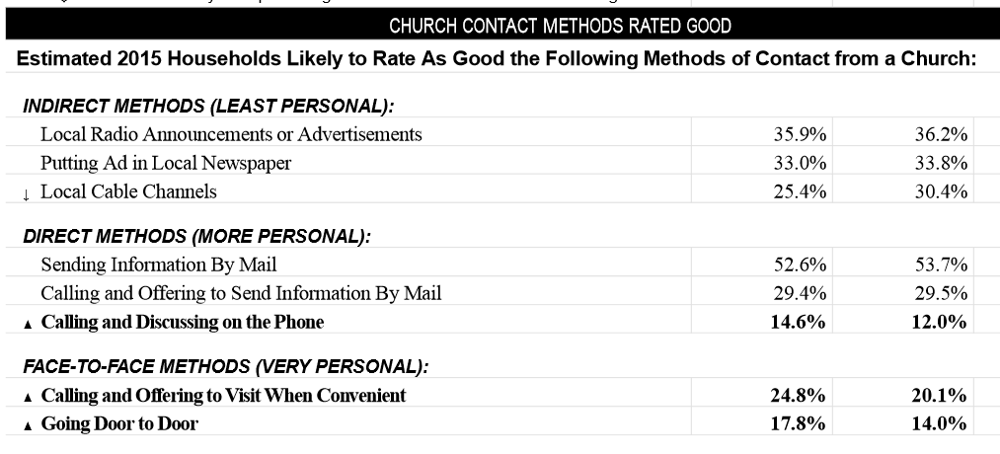 CHURCH CONTACT METHODS RATED GOOD
Estimated 2015 Households Likely to Rate As Good the Following Methods of Contact from a Church:
INDIRECT METHODS (LEAST PERSONAL):
Local Radio Announcements or Advertisements 35.9% 36.2%
Putting Ad in Local Newspaper 33.0% 33.8%
↓ Local Cable Channels 25.4% 30.4%
DIRECT METHODS (MORE PERSONAL):
Sending Information By Mail 52.6% 53.7%
Calling and Offering to Send Information By Mail 29.4% 29.5%
▲ Calling and Discussing on the Phone 14.6% 12.0%
FACE-TO-FACE METHODS (VERY PERSONAL):
▲ Calling and Offering to Visit When Convenient 24.8% 20.1%
▲ Going Door to Door 17.8% 14.0%